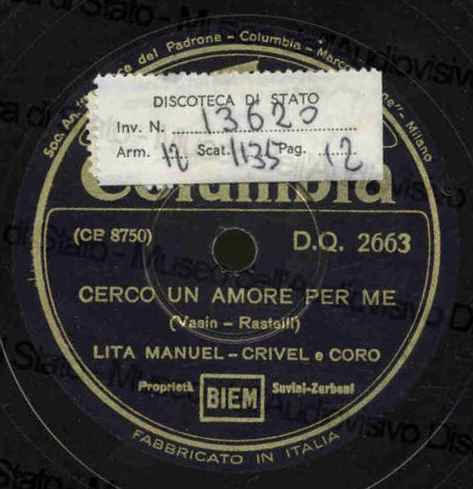 Soc. An. del Padrone - Columbia - Marc - Milano
DISCOTECA DI STATO
Inv. N. 13620
Arm. 12 Scat. 1135 Pag. 12
Columbia
(CB 8750)
D.Q. 2663
CERCO UN AMORE PER ME
(Vasin - Rastelli)
LITA MANUEL - CRIVEL e CORO
Proprietà BIEM Suvini-Zerboni
FABBRICATO IN ITALIA